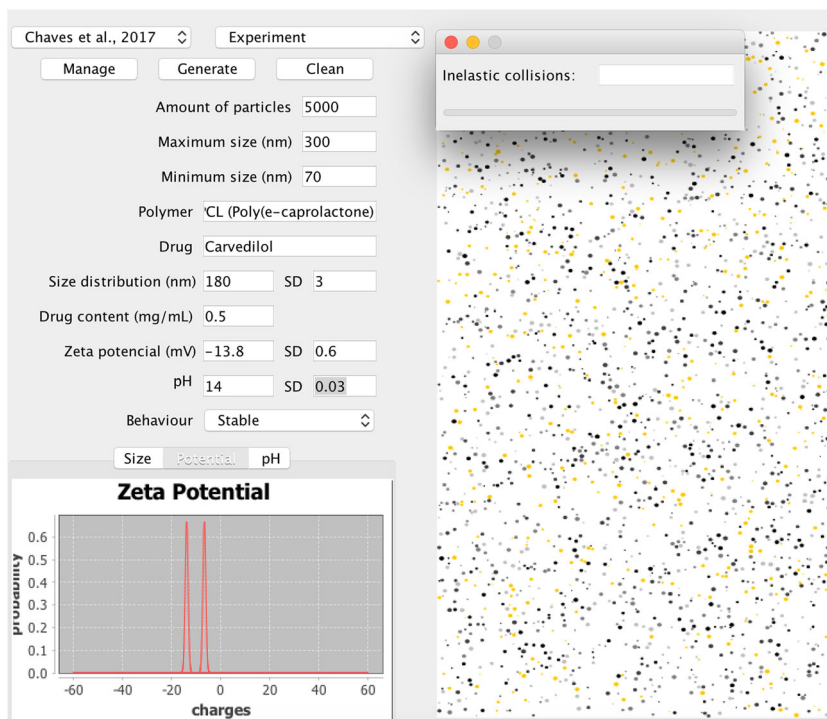 Chaves et al., 2017
Experiment
Manage
Generate
Clean
Amount of particles 5000
Maximum size (nm) 300
Minimum size (nm) 70
Polymer PCL (Poly(e-caprolactone)
Drug Carvedilol
Size distribution (nm) 180 SD 3
Drug content (mg/mL) 0.5
Zeta potencial (mV) -13.8 SD 0.6
pH 14 SD 0.03
Behaviour Stable
Size Potential pH
Zeta Potential
probability
0.6
0.5
0.4
0.3
0.2
0.1
0.0
-60 -40 -20 0 20 40 60
charges
Inelastic collisions: